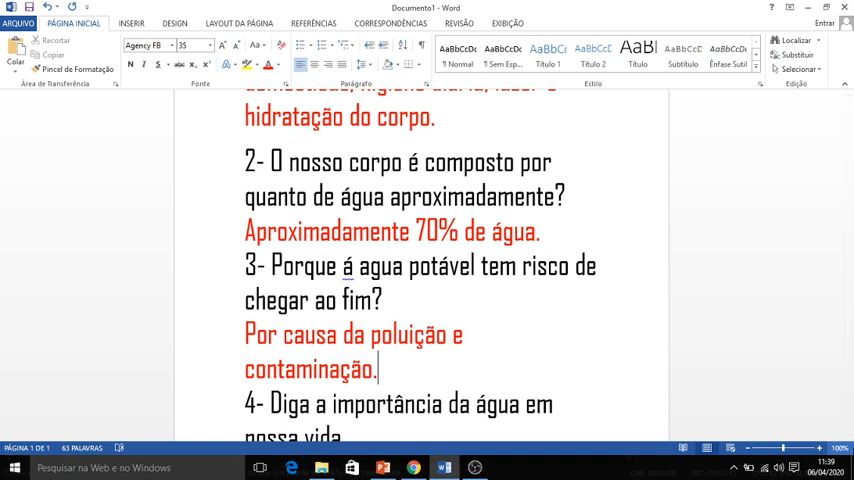 Documento1 - Word
ARQUIVO PÁGINA INICIAL INSERIR DESIGN LAYOUT DA PÁGINA REFERÊNCIAS CORRESPONDÊNCIAS REVISÃO EXIBIÇÃO Entrar
Colar
Recortar
Copiar
Pincel de Formatação
Área de Transferência
Agency FB 35
Fonte
Parágrafo
AaBbCcDc AaBbCcDc AaBbCc AaBbCcD AaBI AaBbCcD AaBbCcDc
¶ Normal ¶ Sem Esp... Título 1 Título 2 Título Subtítulo Ênfase Sutil
Estilo
Localizar
Substituir
Selecionar
Edição
hidratação do corpo.
2- O nosso corpo é composto por
quanto de água aproximadamente?
Aproximadamente 70% de água.
3- Porque á agua potável tem risco de
chegar ao fim?
Por causa da poluição e
contaminação.
4- Diga a importância da água em
nossa vida
PÁGINA 1 DE 1 63 PALAVRAS 100%
Pesquisar na Web e no Windows
11:39
06/04/2020